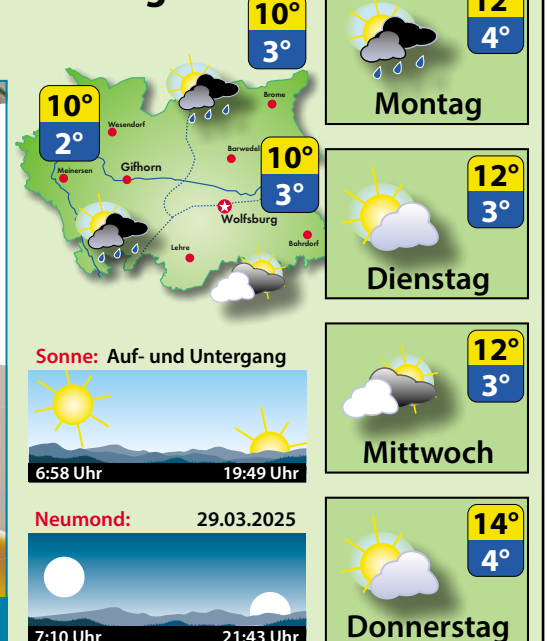 10°
3°
10°
2°
Wesendorf
Brome
Meinersen
Gifhorn
Barwedel
10°
3°
Wolfsburg
Lehre
Bahrdorf
Sonne: Auf- und Untergang
6:58 Uhr 19:49 Uhr
Neumond: 29.03.2025
7:10 Uhr 21:43 Uhr
12°
4°
Montag
12°
3°
Dienstag
12°
3°
Mittwoch
14°
4°
Donnerstag